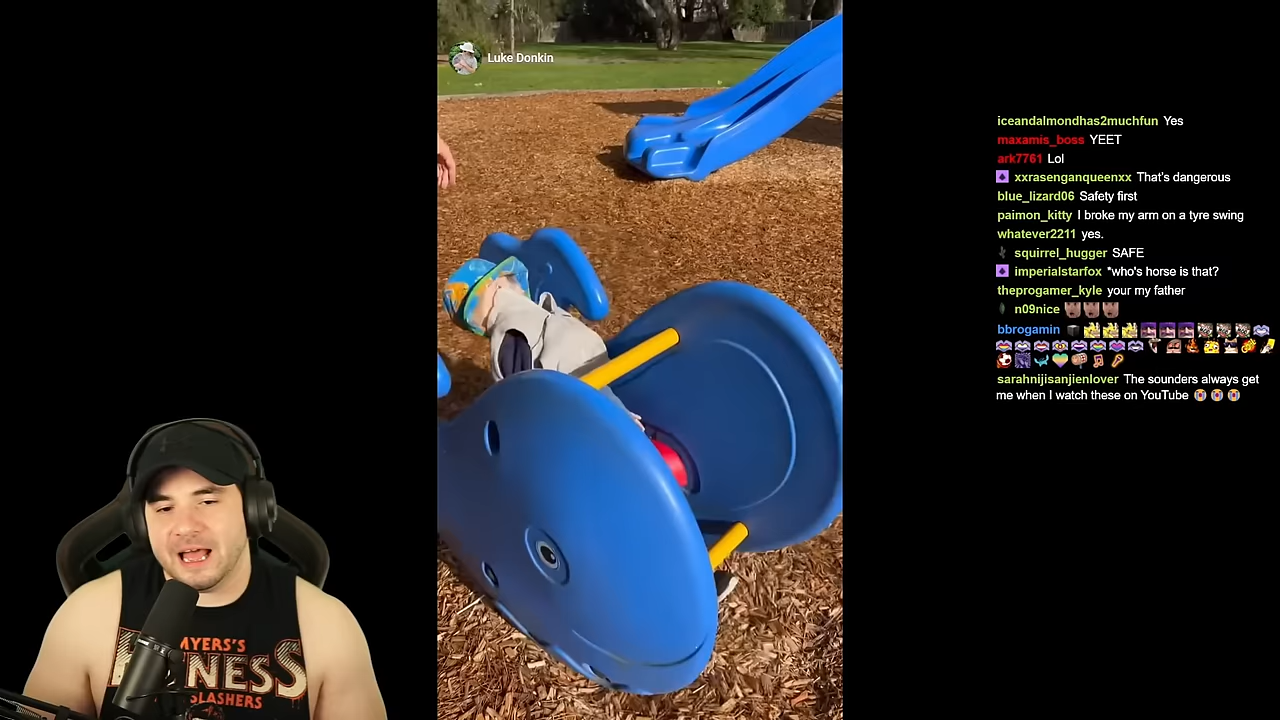 Luke Donkin
iceandalmondhas2muchfun Yes
maxamis_boss YEET
ark7761 Lol
xxrasenganqueenxx That's dangerous
blue_lizard06 Safety first
paimon_kitty I broke my arm on a tyre swing
whatever2211 yes.
squirrel_hugger SAFE
imperialstarfox "who's horse is that?
theprogamer_kyle your my father
n09nice
bbrogamin
sarahnijisanjienlover The sounders always get
me when I watch these on YouTube
MYERS'S
SLASHERS